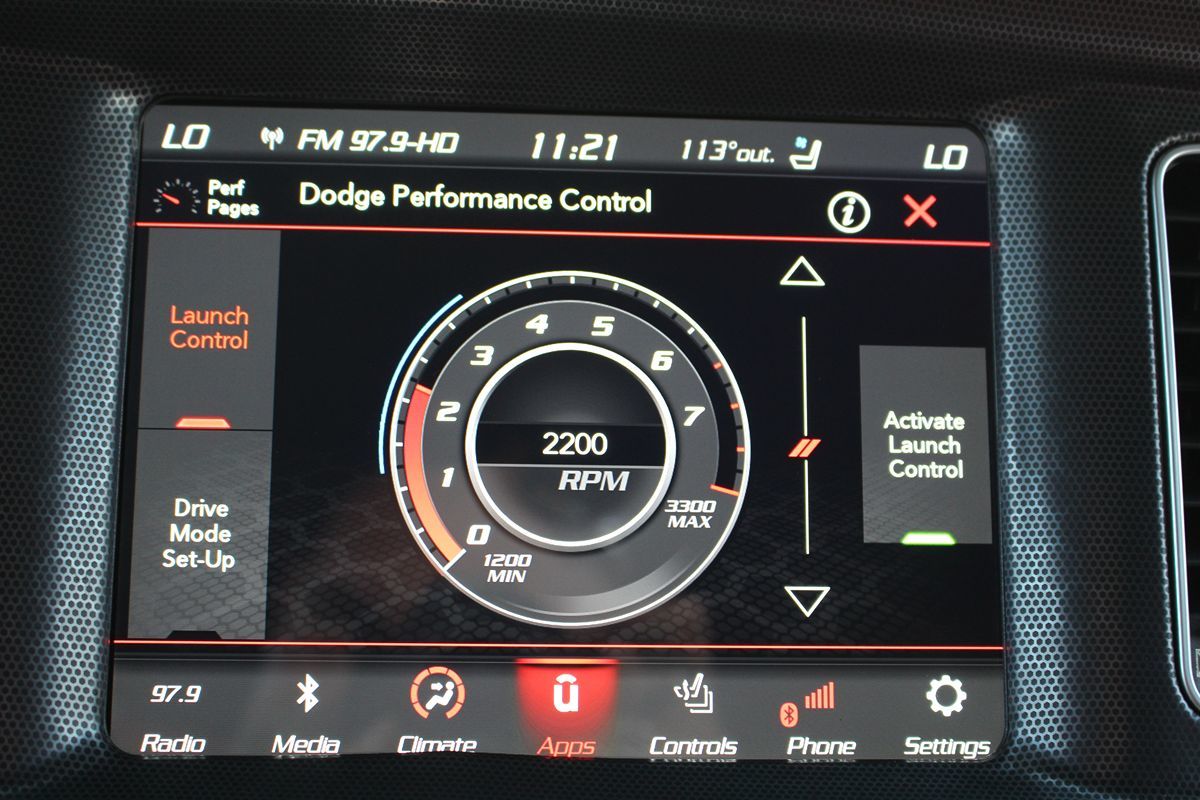 LO FM 97.9-HD 11:21 113°out. LO
Perf
Pages
Dodge Performance Control
i
Launch
Control
Drive
Mode
Set-Up
0
1
2
3
4
5
6
7
2200
RPM
1200
MIN
3300
MAX
Activate
Launch
Control
97.9
Radio Media Climate Apps Controls Phone Settings